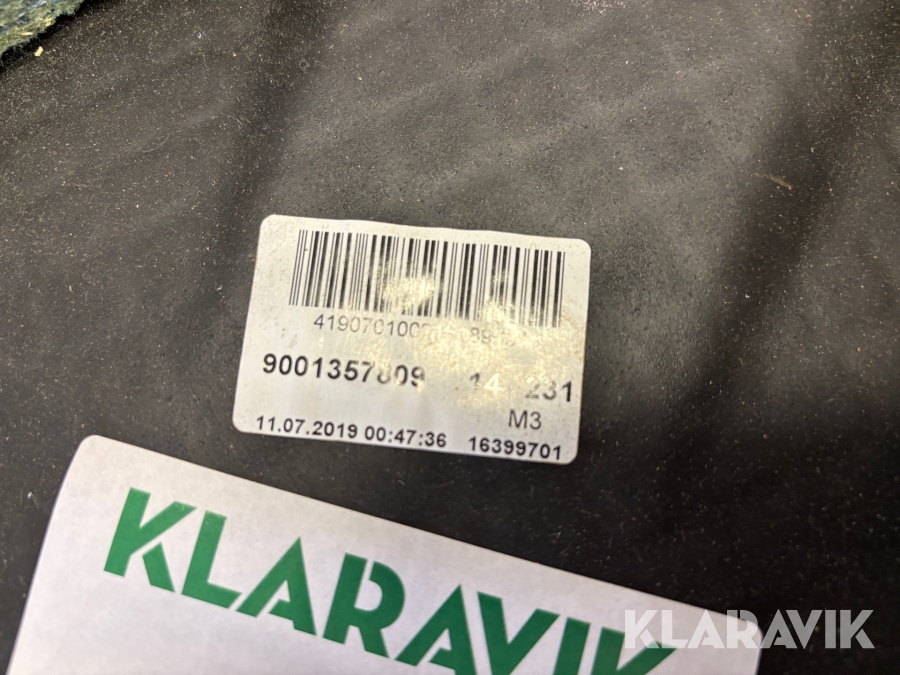 9001357809 14 231
M3
11.07.2019 00:47:36 16399701
KLARAVIK
KLARAVIK